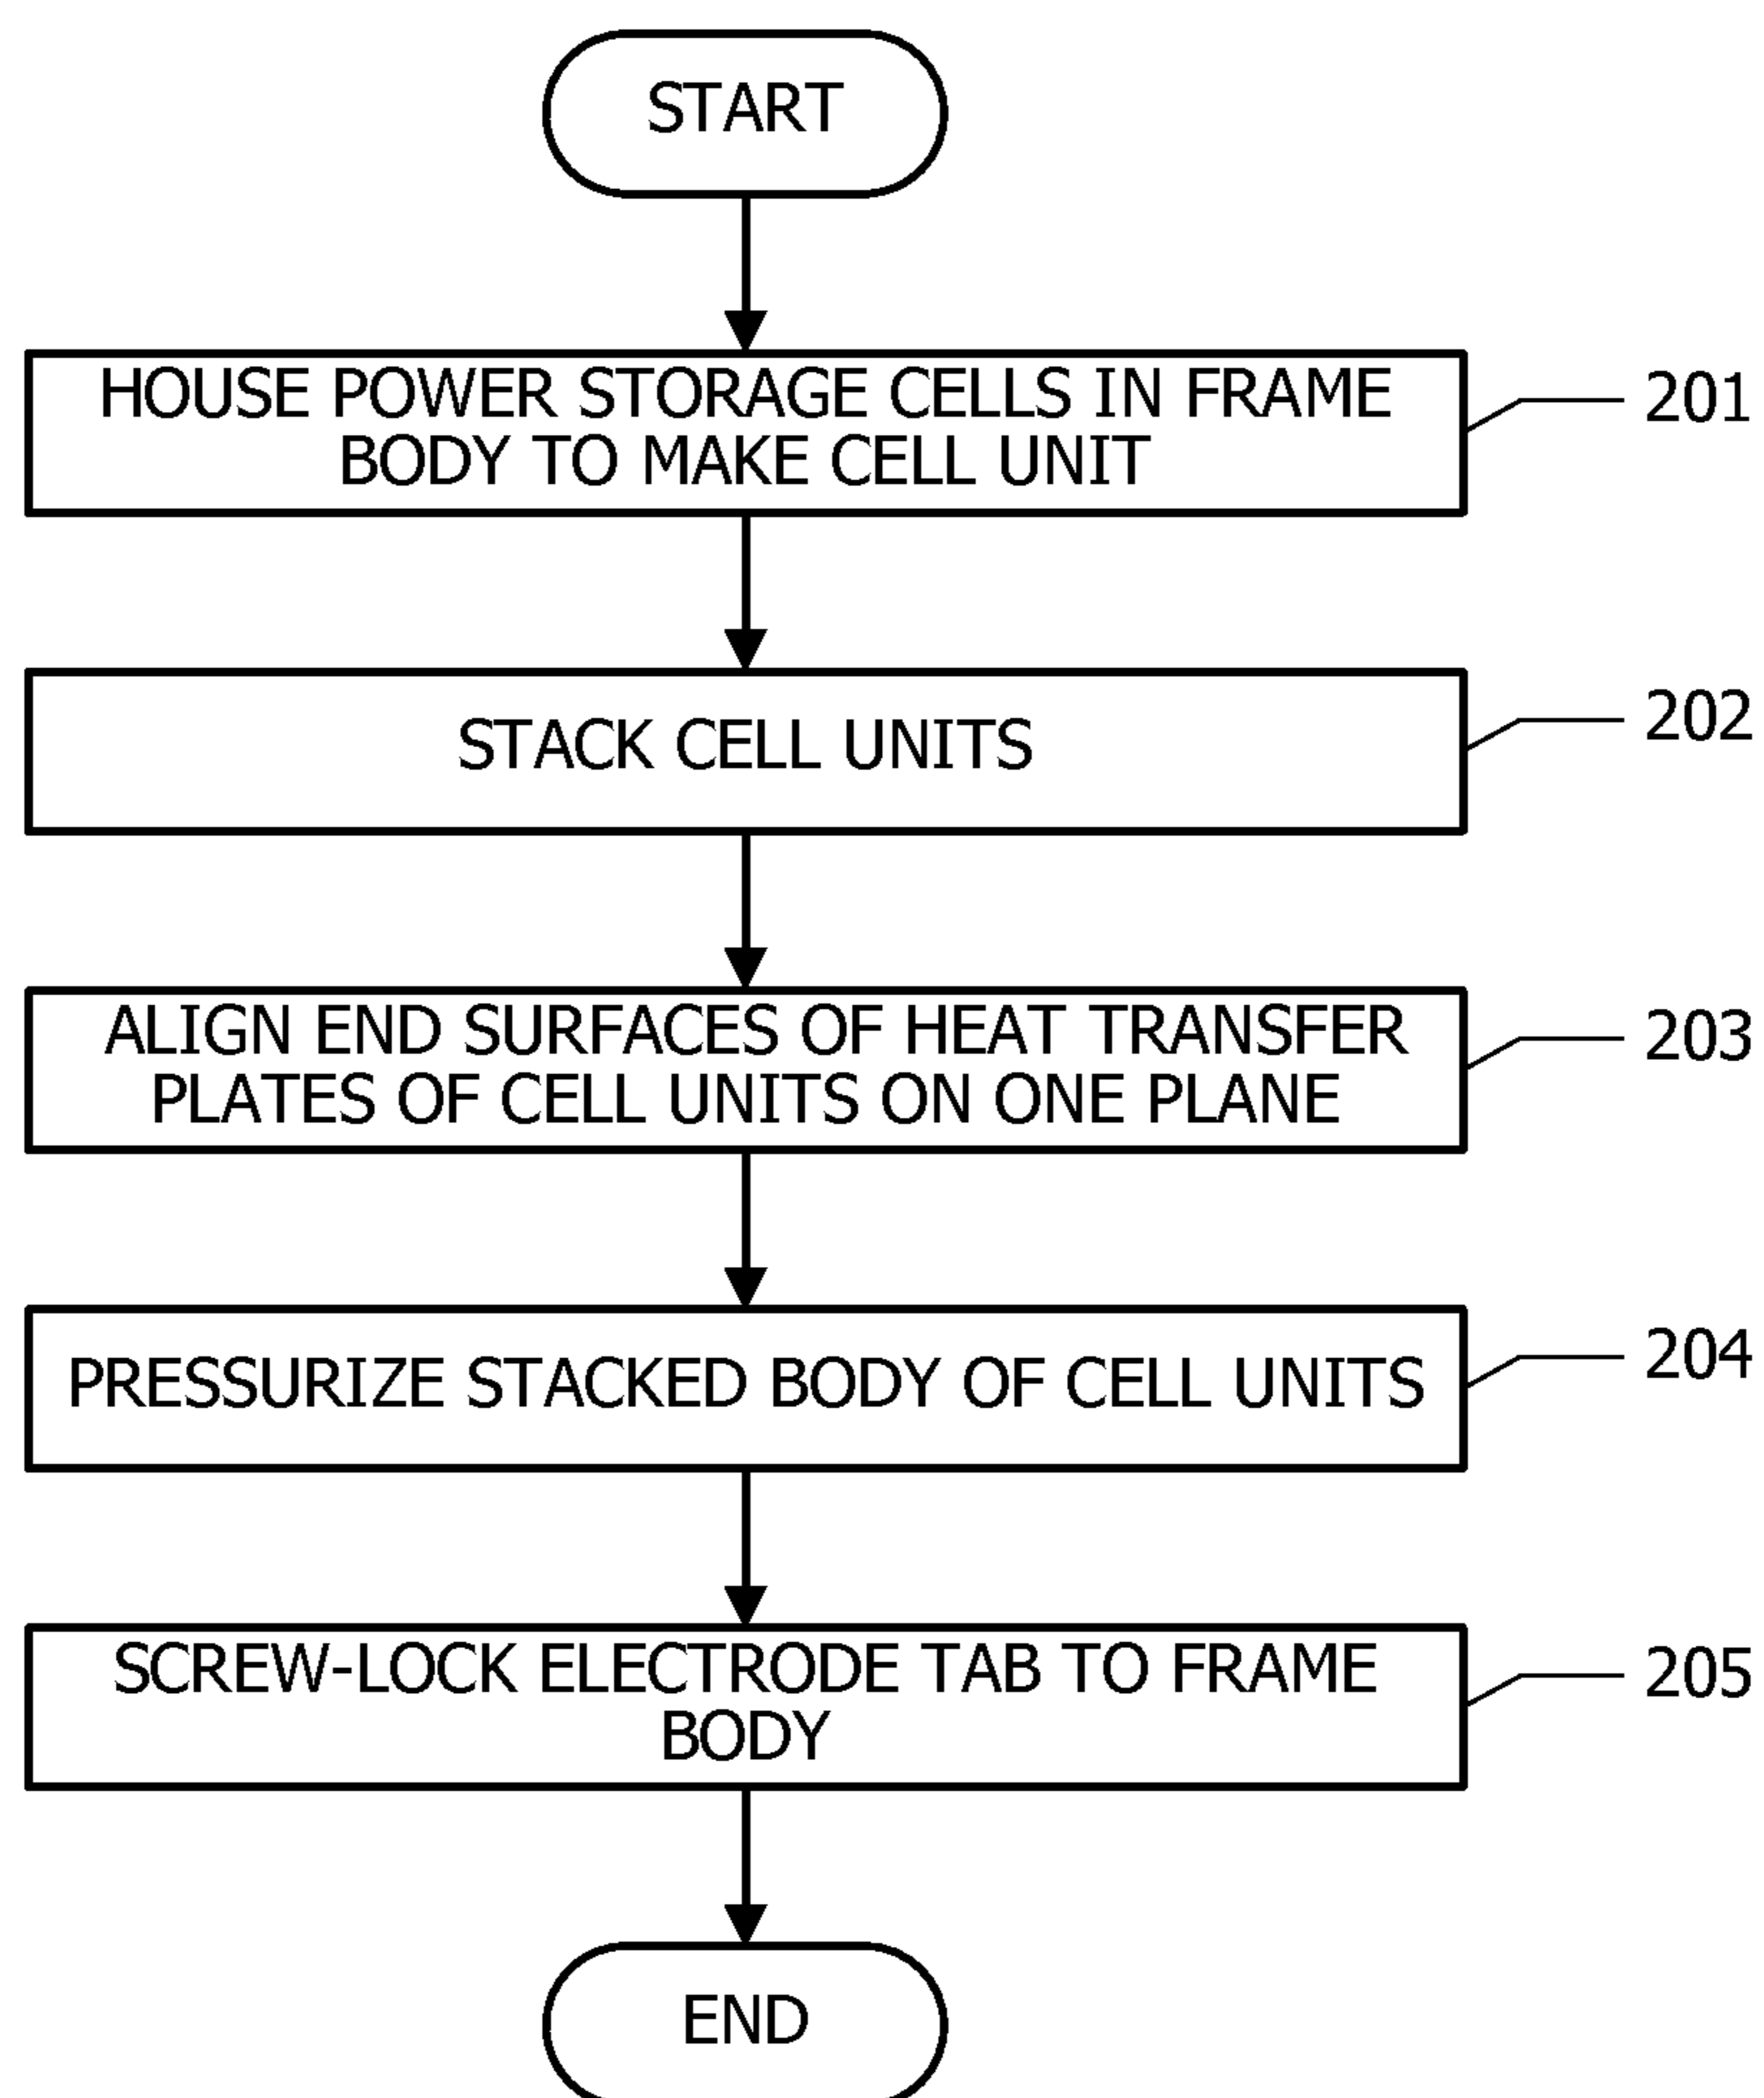 START
HOUSE POWER STORAGE CELLS IN FRAME
BODY TO MAKE CELL UNIT
201
STACK CELL UNITS
202
ALIGN END SURFACES OF HEAT TRANSFER
PLATES OF CELL UNITS ON ONE PLANE
203
PRESSURIZE STACKED BODY OF CELL UNITS
204
SCREW-LOCK ELECTRODE TAB TO FRAME
BODY
205
END